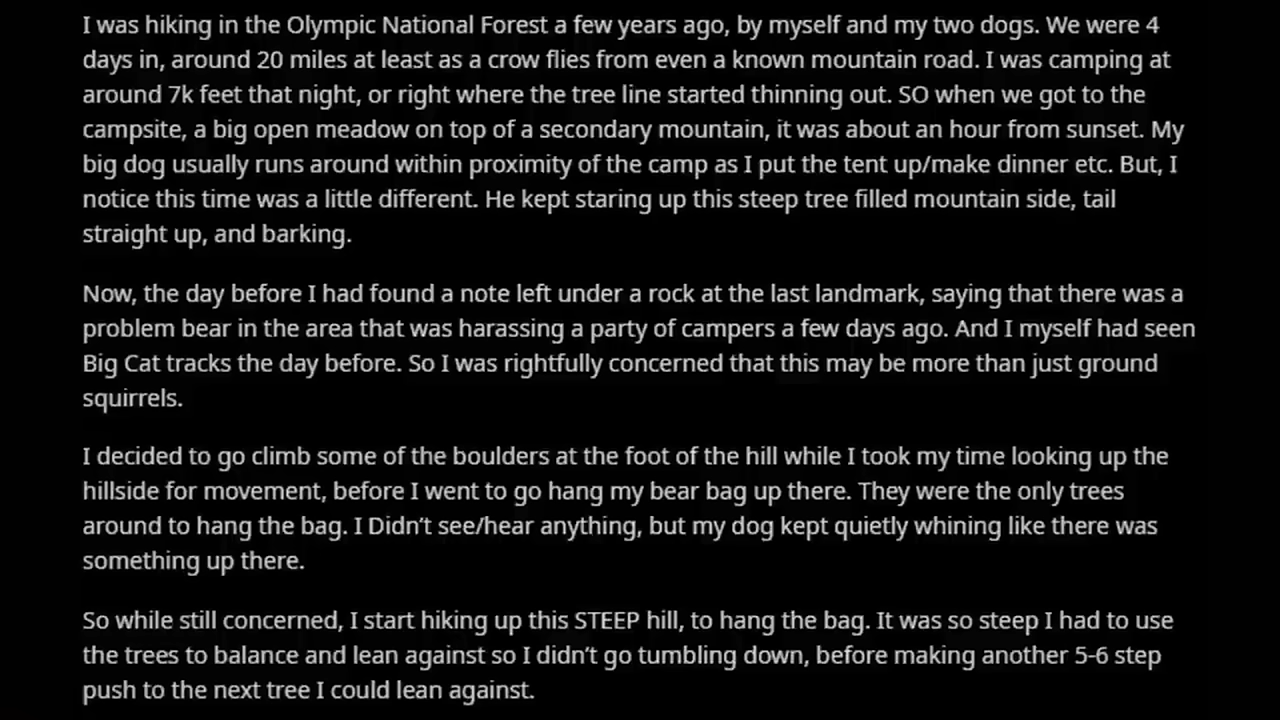 I was hiking in the Olympic National Forest a few years ago, by myself and my two dogs. We were 4
days in, around 20 miles at least as a crow flies from even a known mountain road. I was camping at
around 7k feet that night, or right where the tree line started thinning out. SO when we got to the
campsite, a big open meadow on top of a secondary mountain, it was about an hour from sunset. My
big dog usually runs around within proximity of the camp as I put the tent up/make dinner etc. But, I
notice this time was a little different. He kept staring up this steep tree filled mountain side, tail
straight up, and barking.
Now, the day before I had found a note left under a rock at the last landmark, saying that there was a
problem bear in the area that was harassing a party of campers a few days ago. And I myself had seen
Big Cat tracks the day before. So I was rightfully concerned that this may be more than just ground
squirrels.
I decided to go climb some of the boulders at the foot of the hill while I took my time looking up the
hillside for movement, before I went to go hang my bear bag up there. They were the only trees
around to hang the bag. I Didn't see/hear anything, but my dog kept quietly whining like there was
something up there.
So while still concerned, I start hiking up this STEEP hill, to hang the bag. It was so steep I had to use
the trees to balance and lean against so I didn't go tumbling down, before making another 5-6 step
push to the next tree I could lean against.